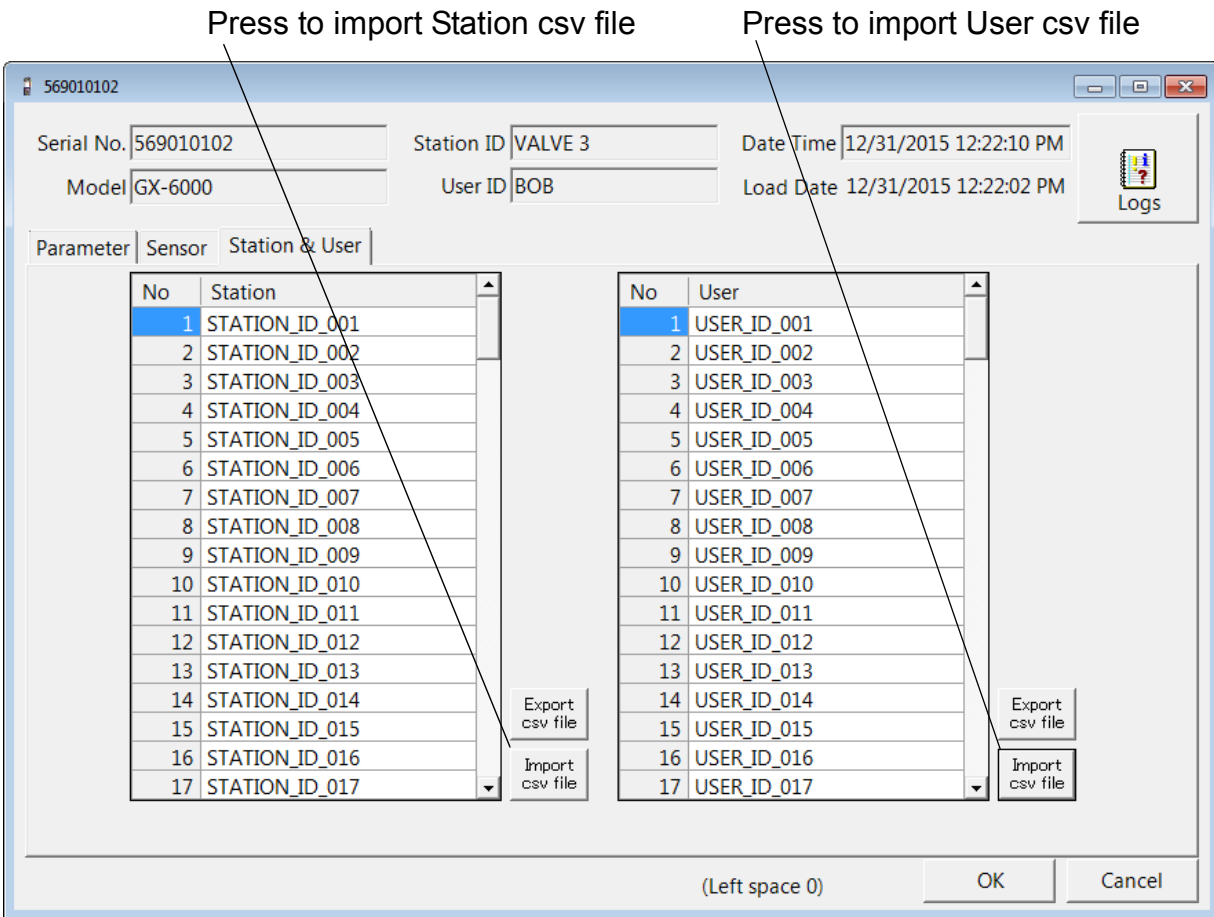 Press to import Station csv file Press to import User csv file
569010102
Serial No. 569010102 Station ID VALVE 3 Date Time 12/31/2015 12:22:10 PM
Model GX-6000 User ID BOB Load Date 12/31/2015 12:22:02 PM
Logs
Parameter Sensor Station & User
No Station No User
1 STATION_ID_001 1 USER_ID_001
2 STATION_ID_002 2 USER_ID_002
3 STATION_ID_003 3 USER_ID_003
4 STATION_ID_004 4 USER_ID_004
5 STATION_ID_005 5 USER_ID_005
6 STATION_ID_006 6 USER_ID_006
7 STATION_ID_007 7 USER_ID_007
8 STATION_ID_008 8 USER_ID_008
9 STATION_ID_009 9 USER_ID_009
10 STATION_ID_010 10 USER_ID_010
11 STATION_ID_011 11 USER_ID_011
12 STATION_ID_012 12 USER_ID_012
13 STATION_ID_013 13 USER_ID_013
14 STATION_ID_014 Export 14 USER_ID_014 Export
15 STATION_ID_015 csv file 15 USER_ID_015 csv file
16 STATION_ID_016 Import 16 USER_ID_016 Import
17 STATION_ID_017 csv file 17 USER_ID_017 csv file
(Left space 0) OK Cancel